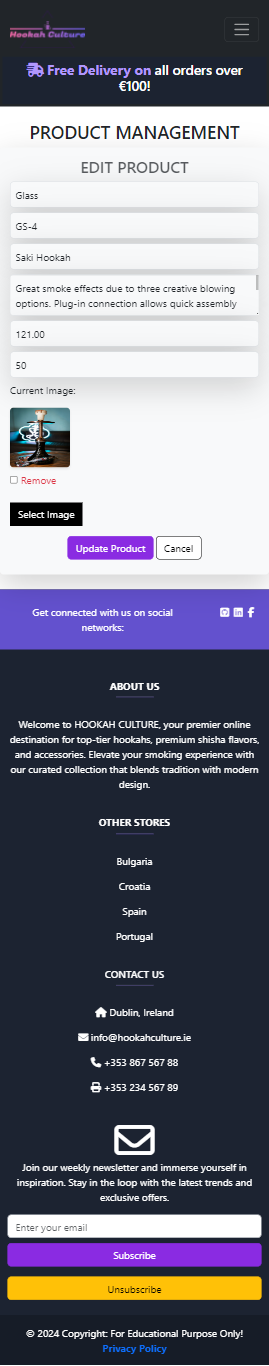 Hookah Culture
Free Delivery on all orders over
€100!
PRODUCT MANAGEMENT
EDIT PRODUCT
Glass
GS-4
Saki Hookah
Great smoke effects due to three creative blowing
options. Plug-in connection allows quick assembly
121.00
50
Current Image:
Remove
Select Image
Update Product
Cancel
Get connected with us on social
networks:
ABOUT US
Welcome to HOOKAH CULTURE, your premier online
destination for top-tier hookahs, premium shisha flavors,
and accessories. Elevate your smoking experience with
our curated collection that blends tradition with modern
design.
OTHER STORES
Bulgaria
Croatia
Spain
Portugal
CONTACT US
Dublin, Ireland
info@hookahculture.ie
+353 867 567 88
+353 234 567 89
Join our weekly newsletter and immerse yourself in
inspiration. Stay in the loop with the latest trends and
exclusive offers.
Enter your email
Subscribe
Unsubscribe
© 2024 Copyright: For Educational Purpose Only!
Privacy Policy